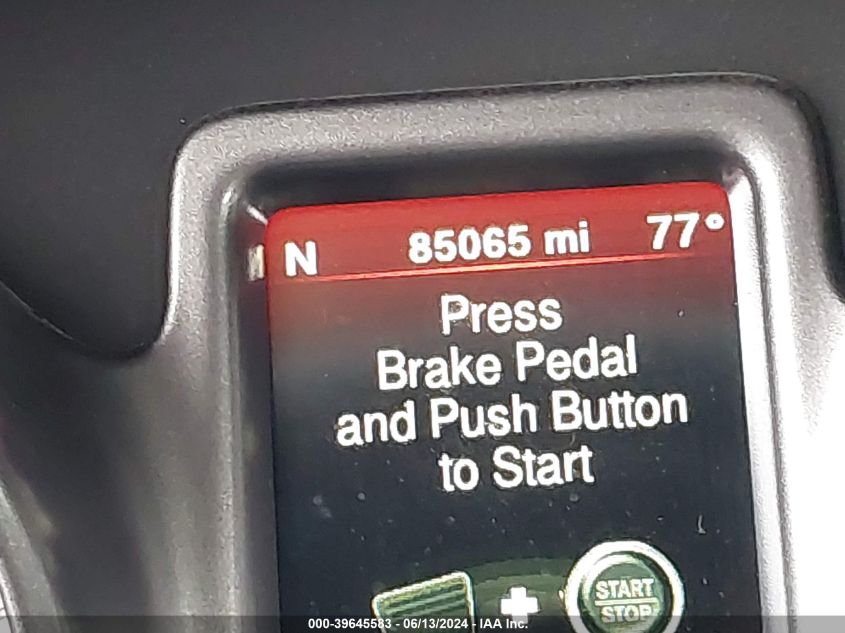 N 85065 mi 77°
Press
Brake Pedal
and Push Button
to Start
START
STOP
000-39645583 - 06/13/2024 - IAA Inc.